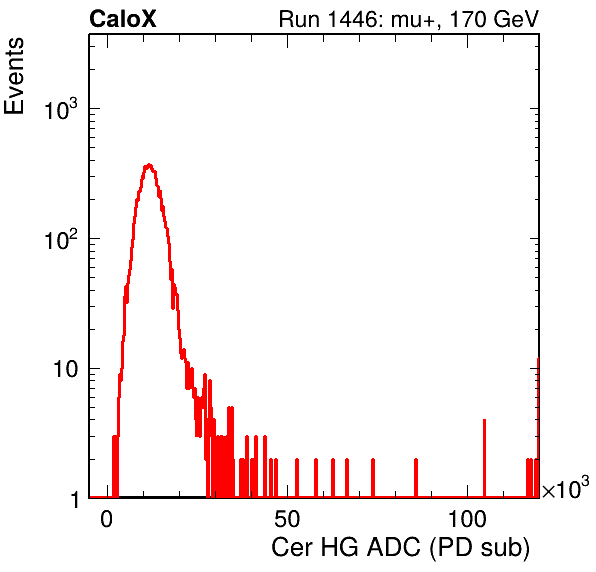 CaloX Run 1446: mu+, 170 GeV
Events
10³
10²
10
1
0 50 100 ×10³
Cer HG ADC (PD sub)